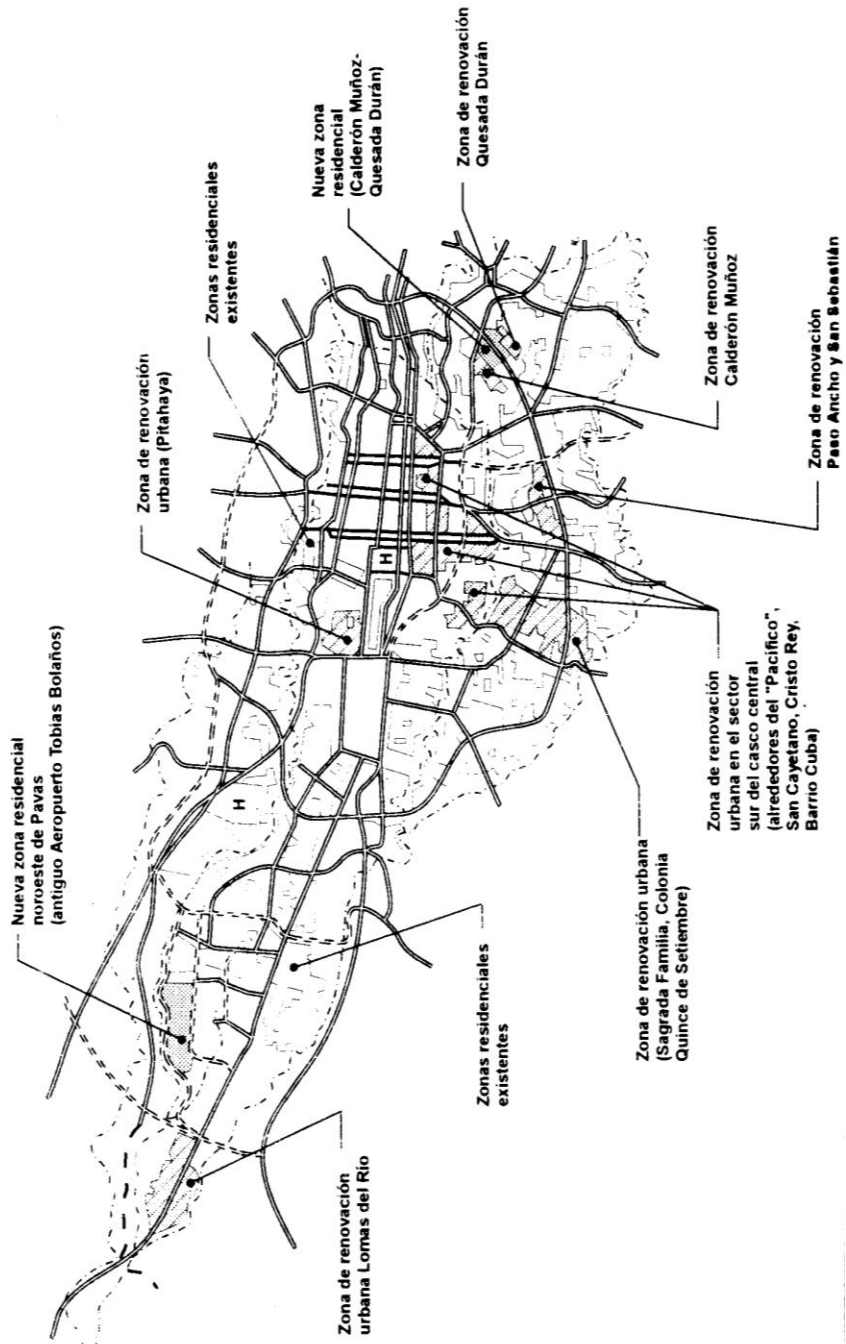 Nueva zona residencial
noroeste de Pavas
(antiguo Aeropuerto Tobías Bolaños)
Zona de renovación
urbana (Pitahaya)
Zonas residenciales
existentes
Nueva zona
residencial
(Calderón Muñoz-
Quesada Durán)
Zona de renovación
Quesada Durán
H
H
Zona de renovación
urbana Lomas del Río
Zonas residenciales
existentes
Zona de renovación urbana
(Sagrada Familia, Colonia
Quince de Setiembre)
Zona de renovación
urbana en el sector
sur del casco central
(alrededores del "Pacífico",
San Cayetano, Cristo Rey,
Barrio Cuba)
Zona de renovación
Paso Ancho y San Sebastián
Zona de renovación
Calderón Muñoz